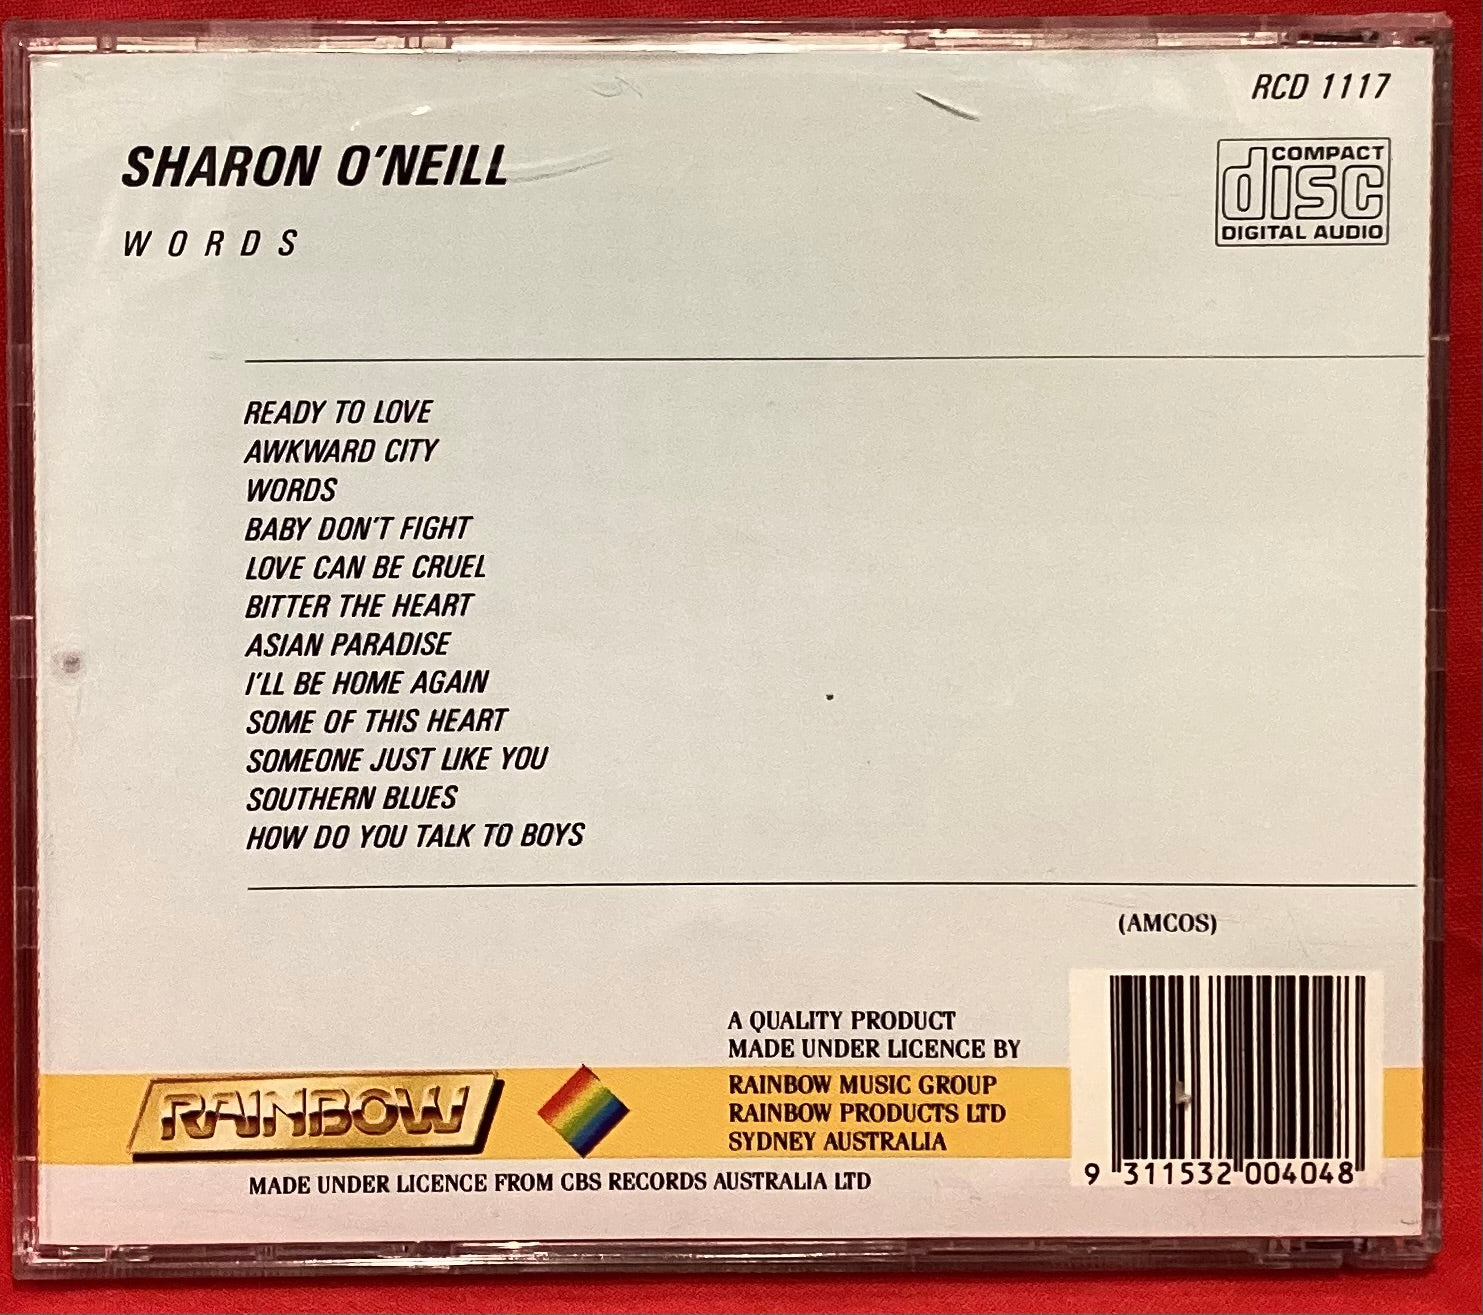 RCD 1117
COMPACT
disc
DIGITAL AUDIO
SHARON O'NEILL
WORDS
READY TO LOVE
AWKWARD CITY
WORDS
BABY DON'T FIGHT
LOVE CAN BE CRUEL
BITTER THE HEART
ASIAN PARADISE
I'LL BE HOME AGAIN
SOME OF THIS HEART
SOMEONE JUST LIKE YOU
SOUTHERN BLUES
HOW DO YOU TALK TO BOYS
(AMCOS)
A QUALITY PRODUCT
MADE UNDER LICENCE BY
RAINBOW MUSIC GROUP
RAINBOW PRODUCTS LTD
SYDNEY AUSTRALIA
RAINBOW
MADE UNDER LICENCE FROM CBS RECORDS AUSTRALIA LTD
9 311532 004048